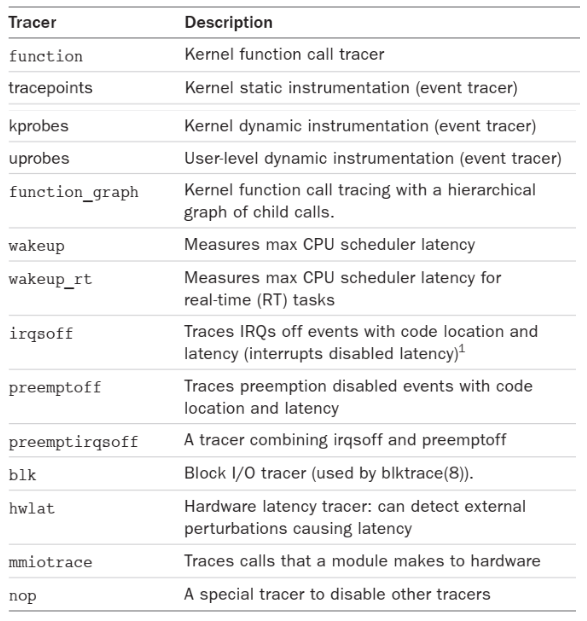 Tracer Description
function Kernel function call tracer
tracepoints Kernel static instrumentation (event tracer)
kprobes Kernel dynamic instrumentation (event tracer)
uprobes User-level dynamic instrumentation (event tracer)
function_graph Kernel function call tracing with a hierarchical
graph of child calls.
wakeup Measures max CPU scheduler latency
wakeup_rt Measures max CPU scheduler latency for
real-time (RT) tasks
irqsoff Traces IRQs off events with code location and
latency (interrupts disabled latency)1
preemptoff Traces preemption disabled events with code
location and latency
preemptirqsoff A tracer combining irqsoff and preemptoff
blk Block I/O tracer (used by blktrace(8)).
hwlat Hardware latency tracer: can detect external
perturbations causing latency
mmiotrace Traces calls that a module makes to hardware
nop A special tracer to disable other tracers